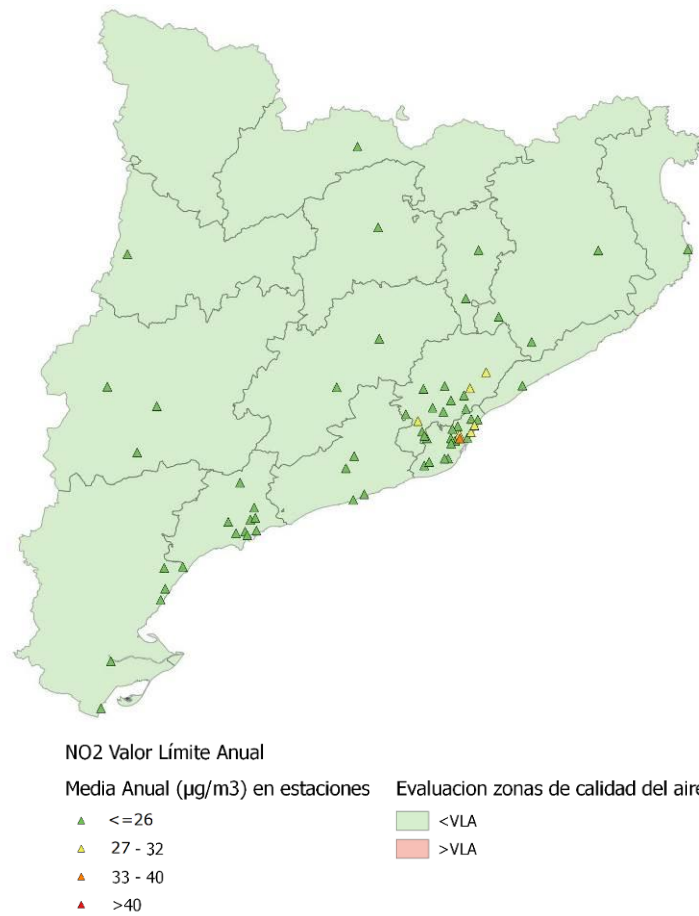 NO2 Valor Límite Anual
Media Anual (µg/m3) en estaciones
<=26
27 - 32
33 - 40
>40
Evaluacion zonas de calidad del aire
<VLA
>VLA